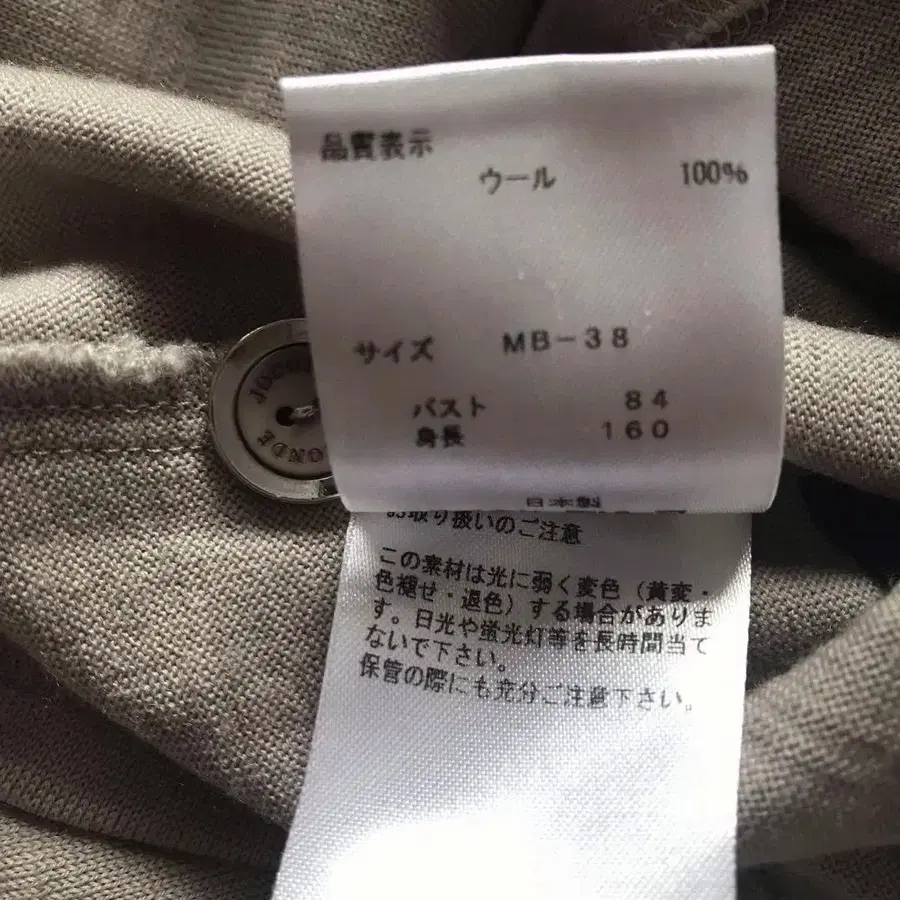 品質表示
ウール 100%
サイズ MB-38
バスト 84
身長 160
日本製
お取り扱いのご注意
この素材は光に弱く変色（黄変・
色褪せ・退色）する場合がありま
す。日光や蛍光灯等を長時間当て
ないで下さい。
保管の際にも充分ご注意下さい。
ONDE